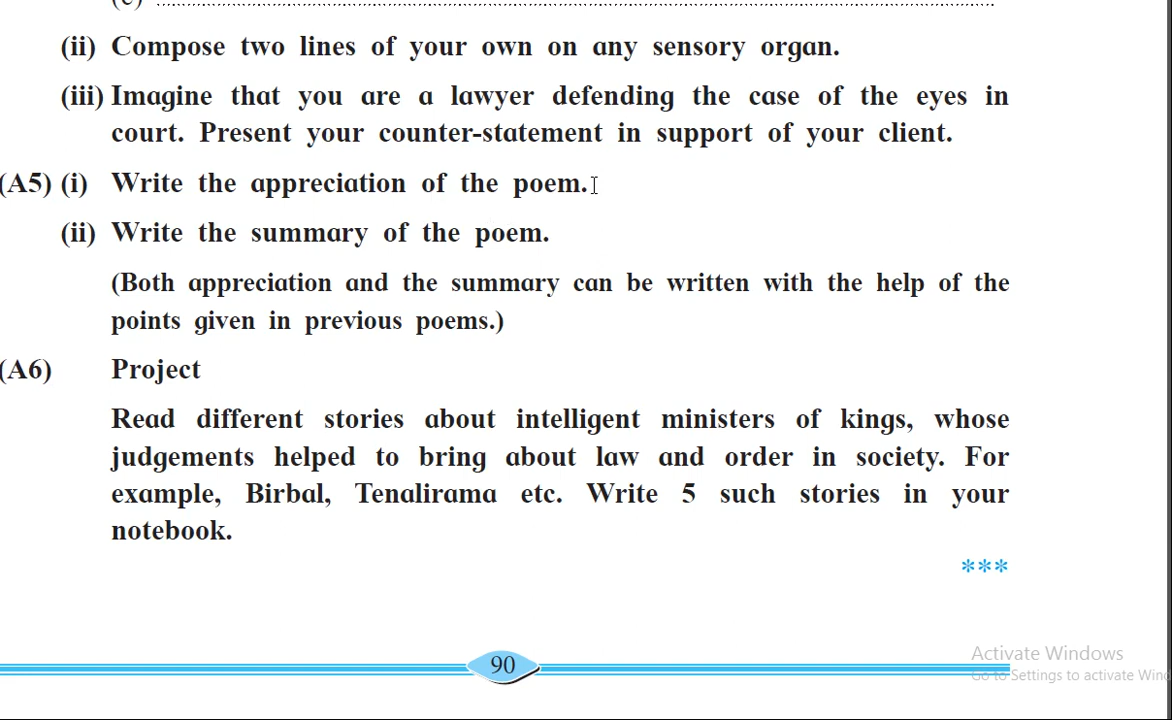 (ii) Compose two lines of your own on any sensory organ.
(iii) Imagine that you are a lawyer defending the case of the eyes in
court. Present your counter-statement in support of your client.
(A5) (i) Write the appreciation of the poem.
(ii) Write the summary of the poem.
(Both appreciation and the summary can be written with the help of the
points given in previous poems.)
(A6) Project
Read different stories about intelligent ministers of kings, whose
judgements helped to bring about law and order in society. For
example, Birbal, Tenalirama etc. Write 5 such stories in your
notebook.
***
90
Activate Windows
Go to Settings to activate